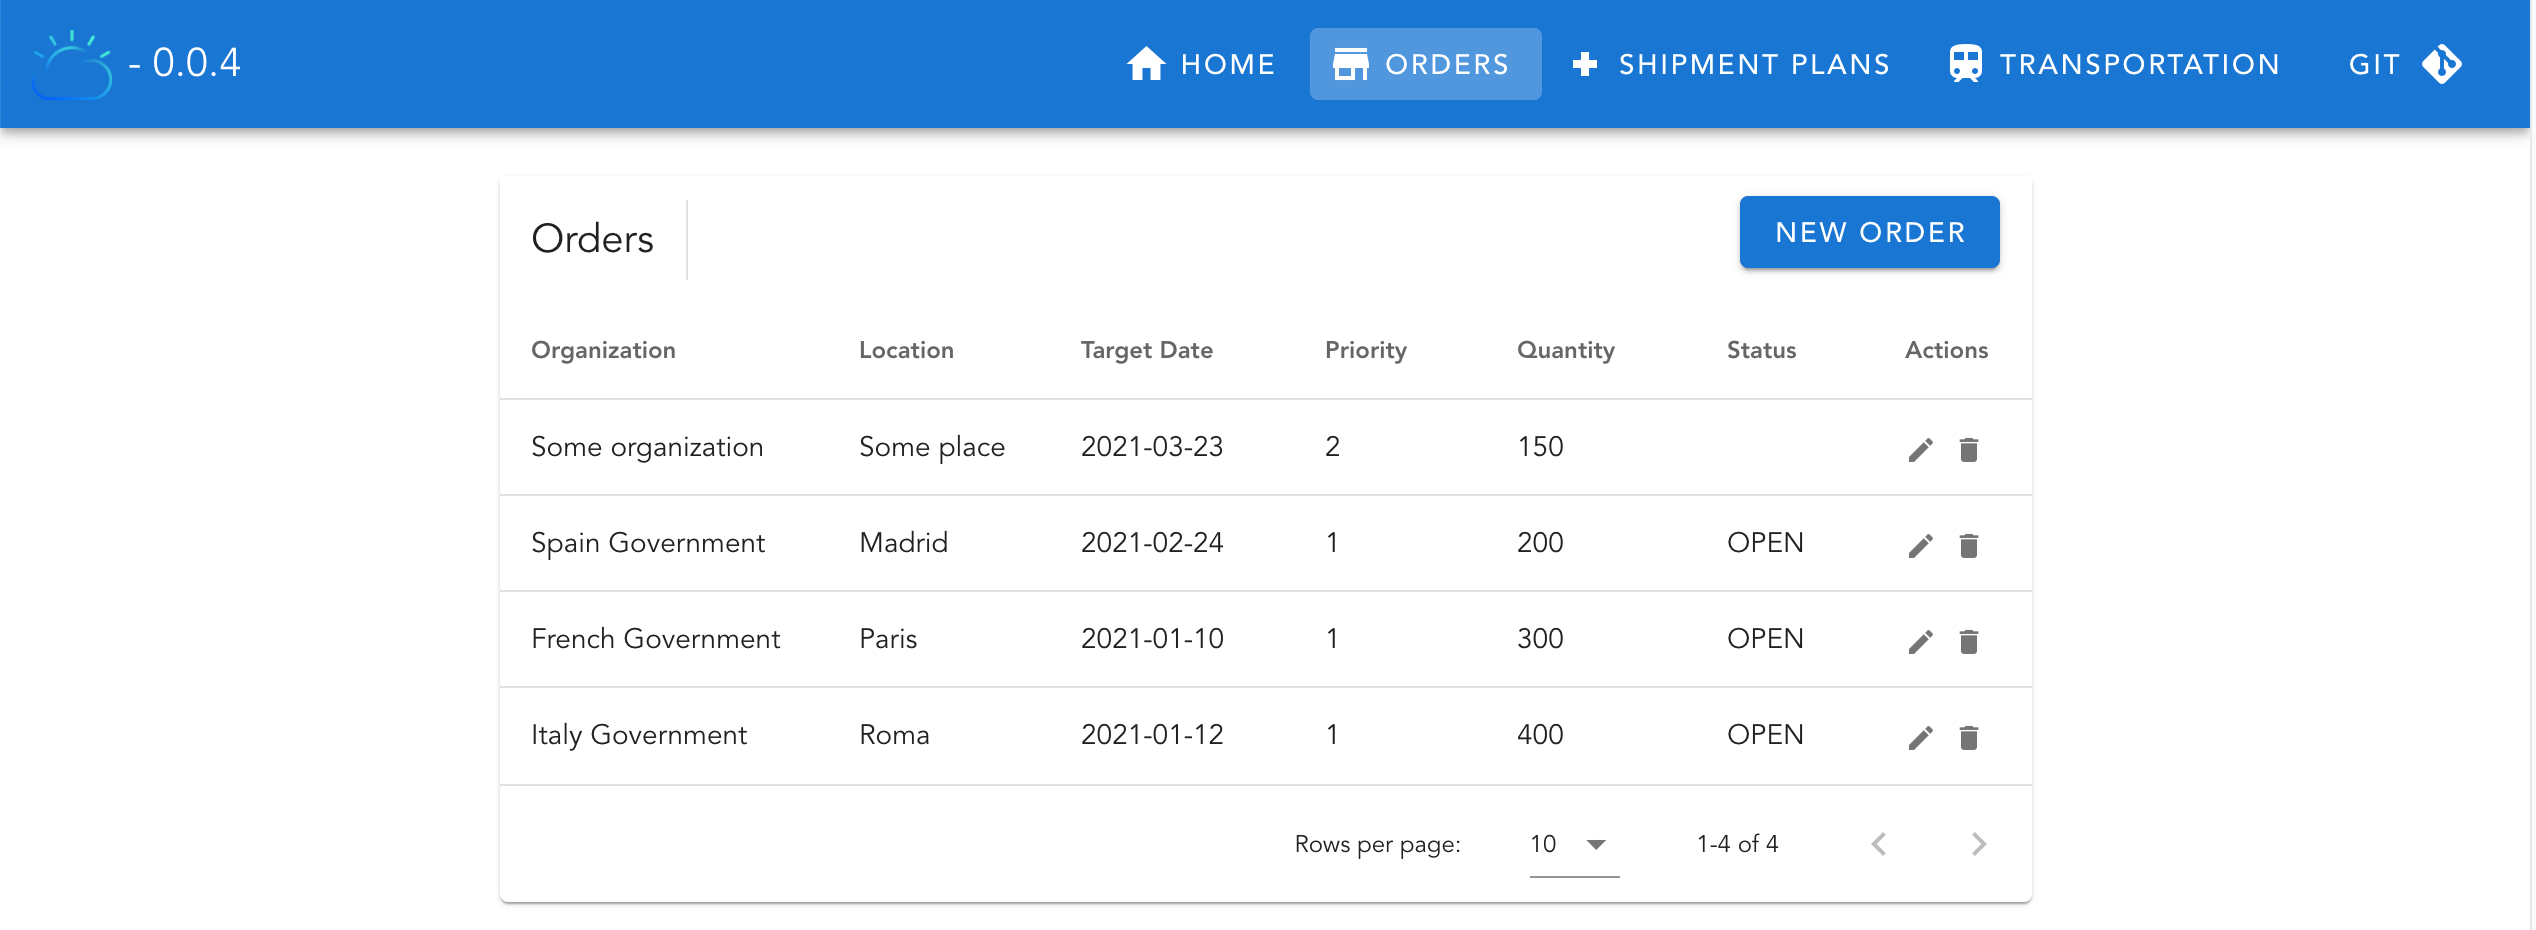 - 0.0.4 HOME ORDERS SHIPMENT PLANS TRANSPORTATION GIT
Orders NEW ORDER
Organization Location Target Date Priority Quantity Status Actions
Some organization Some place 2021-03-23 2 150
Spain Government Madrid 2021-02-24 1 200 OPEN
French Government Paris 2021-01-10 1 300 OPEN
Italy Government Roma 2021-01-12 1 400 OPEN
Rows per page: 10 1-4 of 4